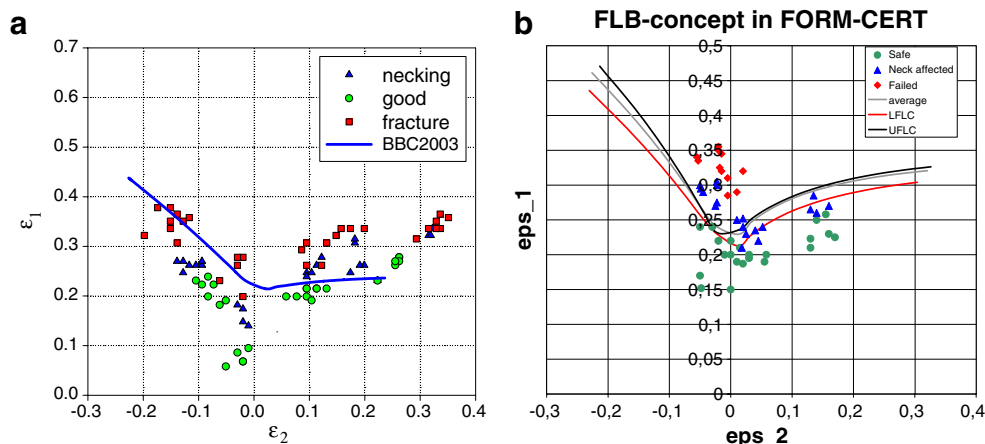 a
0.7
0.6
0.5
0.4
0.3
0.2
0.1
0.0
ε1
-0.3
-0.2
-0.1
0.0
0.1
0.2
0.3
0.4
ε2
necking
good
fracture
BBC2003
b
FLB-concept in FORM-CERT
0,5
0,45
0,4
0,35
0,3
0,25
0,2
0,15
0,1
0,05
0
eps_1
-0,3
-0,2
-0,1
0
0,1
0,2
0,3
0,4
eps_2
Safe
Neck affected
Failed
average
LFLC
UFLC